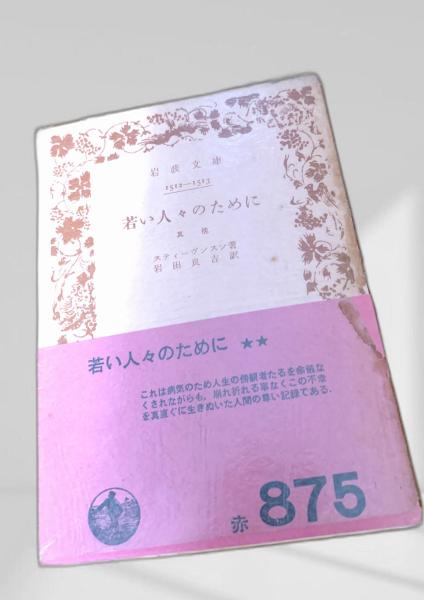 岩波文庫
1512—1513
若い人々のために
真横
スティーヴンスン著
岩田良吉訳
若い人々のために ★★
これは病気のため人生の傍観者たるを余儀な
くされながらも，崩れ折れる事なくこの不幸
を真直ぐに生きぬいた人間の尊い記録である．
赤 875